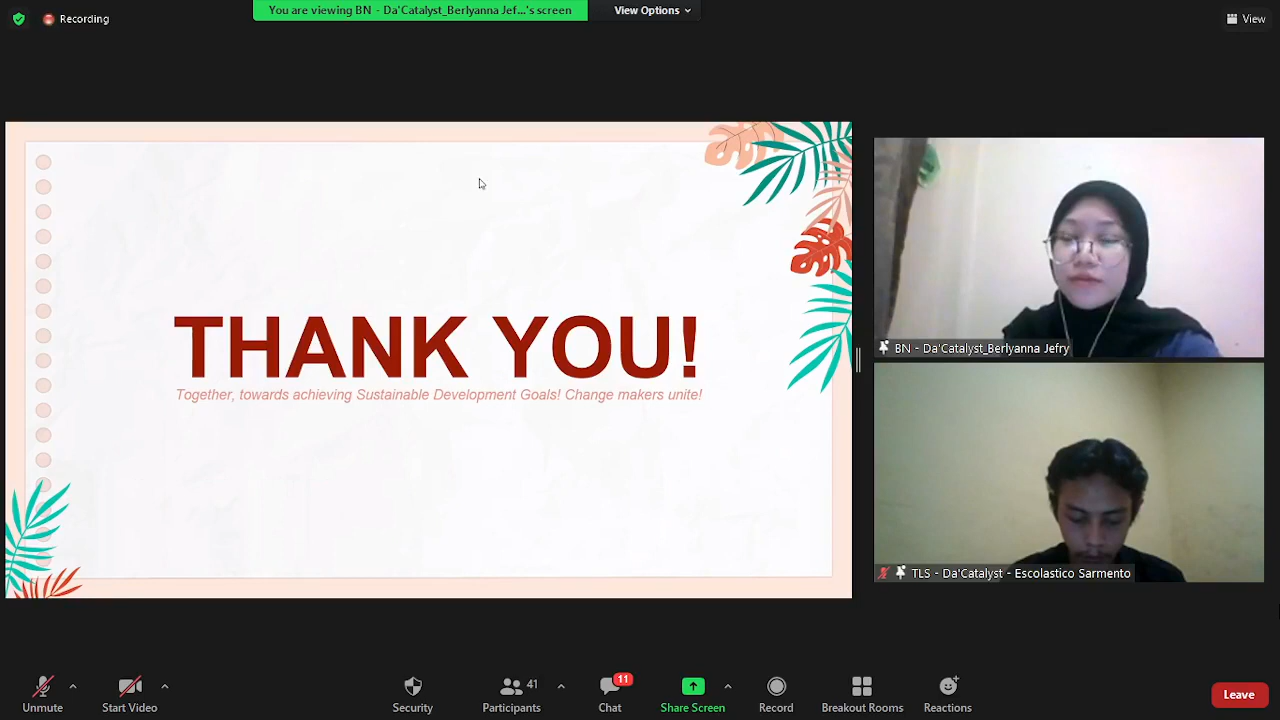 Recording
You are viewing BN - Da'Catalyst_Berlyanna Jef...'s screen
View Options
View
THANK YOU!
Together, towards achieving Sustainable Development Goals! Change makers unite!
BN - Da'Catalyst_Berlyanna Jefry
TLS - Da'Catalyst - Escolastico Sarmento
Unmute
Start Video
Security
Participants
41
Chat
11
Share Screen
Record
Breakout Rooms
Reactions
Leave